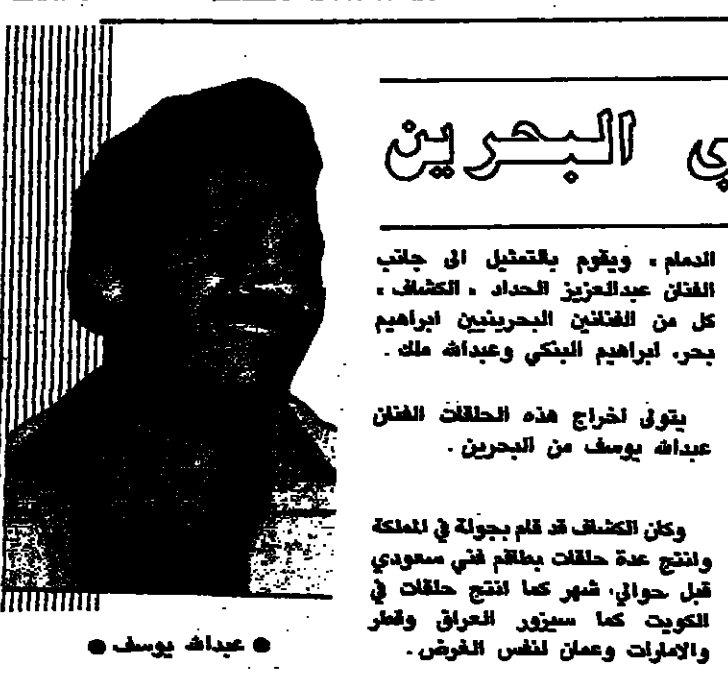 ي البحرين
الدمام ، ويقوم بالتمثيل الى جانب
الفنان عبدالعزيز الحداد ، الكشاف ،
كل من الفنانين البحرينيين ابراهيم
بحر، ابراهيم البنكي وعبدالله ملك .
يتولى اخراج هذه الحلقات الفنان
عبدالله يوسف من البحرين .
وكان الكشاف قد قام بجولة في المملكة
وانتج عدة حلقات بطاقم فني سعودي
قبل حوالي شهر كما انتج حلقات في
الكويت كما سيزور العراق وقطر
والامارات وعمان لنفس الغرض .
● عبدالله يوسف ●